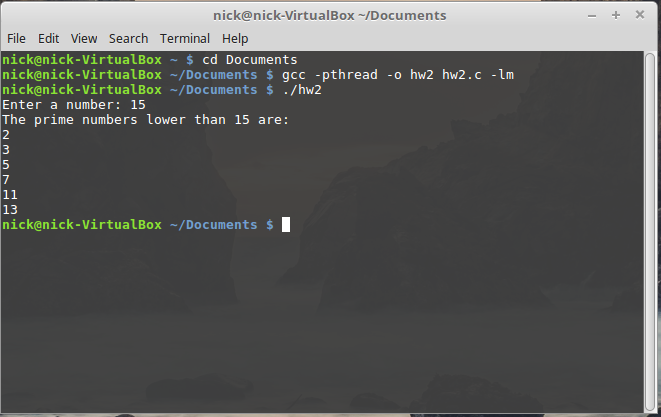 nick@nick-VirtualBox ~/Documents
File Edit View Search Terminal Help
nick@nick-VirtualBox ~ $ cd Documents
nick@nick-VirtualBox ~/Documents $ gcc -pthread -o hw2 hw2.c -lm
nick@nick-VirtualBox ~/Documents $ ./hw2
Enter a number: 15
The prime numbers lower than 15 are:
2
3
5
7
11
13
nick@nick-VirtualBox ~/Documents $